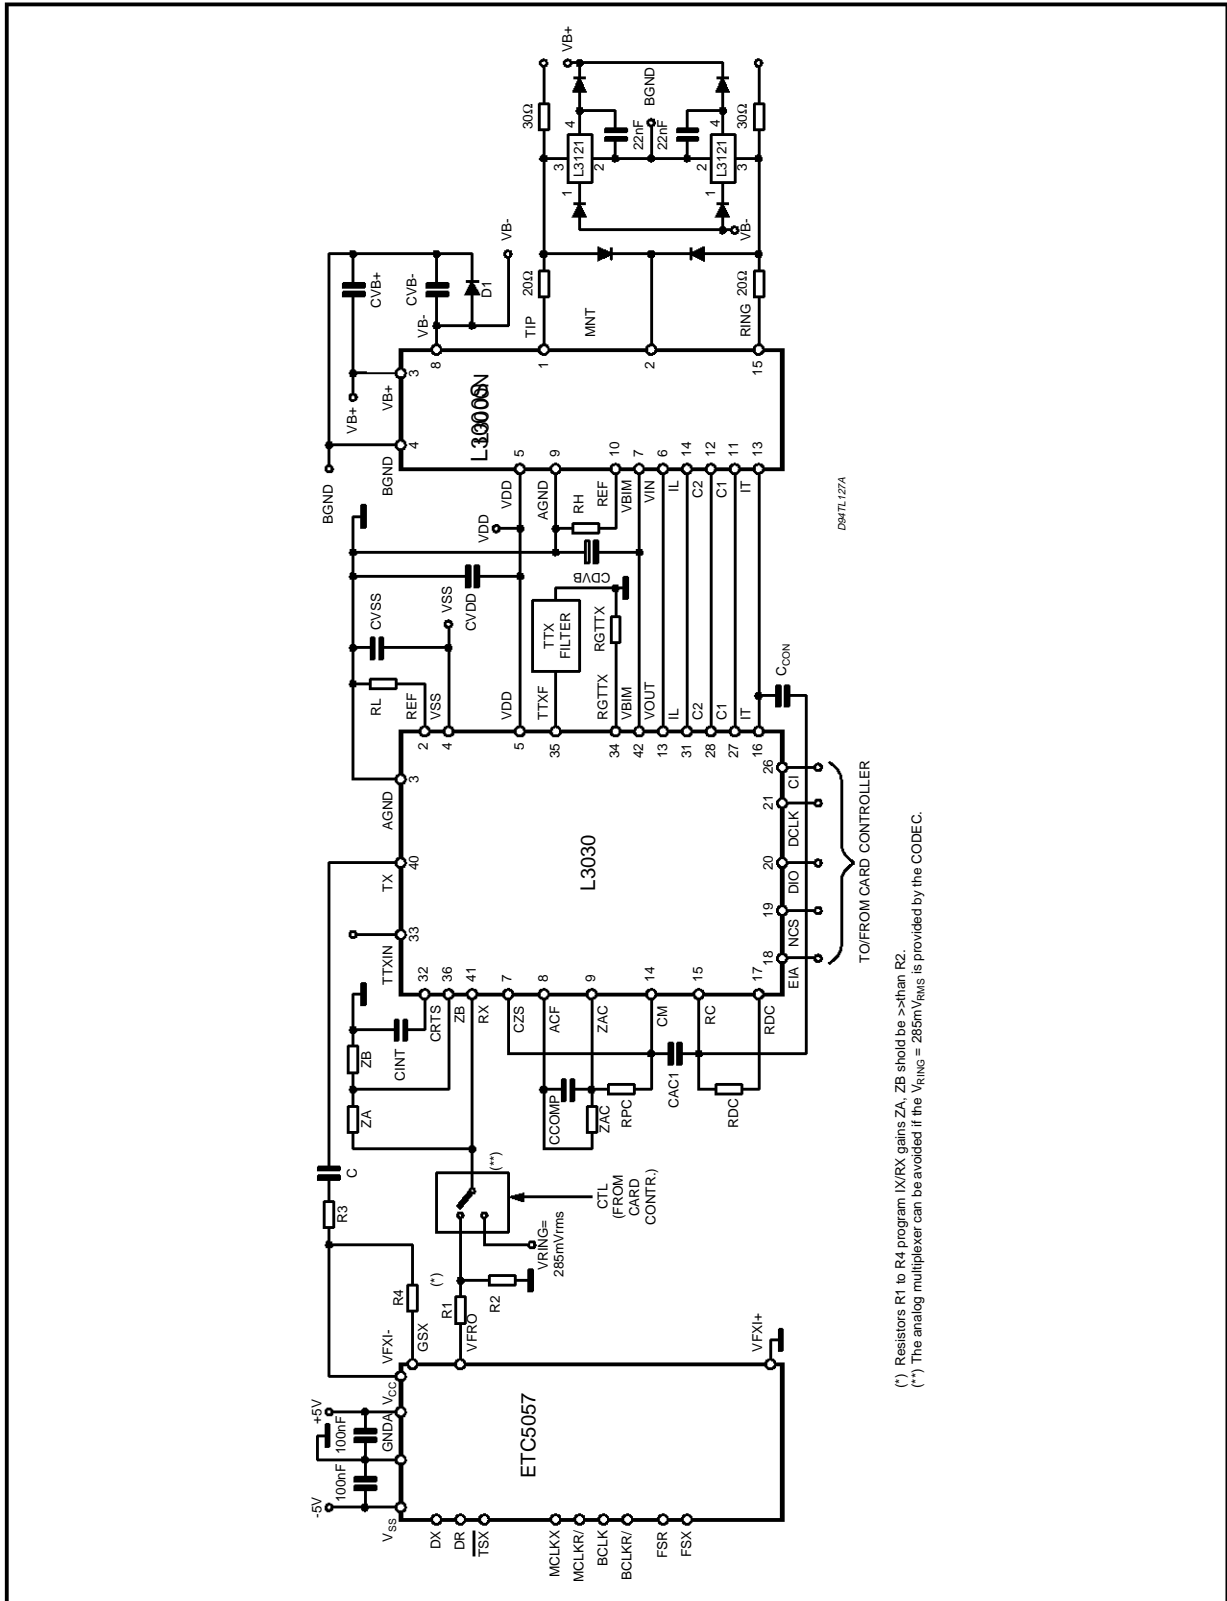 -5V
+5V
100nF
100nF
VSS
GNDA
VCC
VFXI-
GSX
R4
R3
C
(*)
R1
VFRO
R2
VFXI+
ETC5057
DX
DR
TSX
MCLKX
MCLKR/
BCLK
BCLKR/
FSR
FSX
VRING=
285mVrms
(**)
CTL
(FROM
CARD
CONTR.)
ZA
ZB
CINT
TTXIN
33
TX
40
AGND
3
32
CRTS
36
ZB
41
RX
7
CZS
8
ACF
9
ZAC
14
CM
15
RC
17
RDC
CCOMP
ZAC
RPC
CAC1
RDC
L3030
18
EIA
19
NCS
20
DIO
21
DCLK
26
CI
TO/FROM CARD CONTROLLER
RL
REF
2
VSS
4
CVSS
VSS
CVDD
VDD
5
TTXF
35
TTX
FILTER
RGTTX
RGTTX
34
VBIM
42
VOUT
13
IL
31
C2
28
C1
27
IT
16
CCON
VDD
VDD
5
AGND
9
CDVB
RH
REF
10
VBIM
7
VIN
6
IL
14
C2
12
C1
11
IT
13
BGND
BGND
4
VB+
VB+
3
L3000S
L3000N
CVB+
CVB-
VB-
8
D1
VB-
TIP
1
MNT
2
RING
15
20Ω
20Ω
30Ω
30Ω
VB+
BGND
22nF
22nF
L3121
L3121
1
2
3
4
1
2
3
4
VB-
D94TL127A
(*) Resistors R1 to R4 program IX/RX gains ZA, ZB shold be >>than R2.
(**) The analog multiplexer can be avoided if the VRING = 285mVRMS is provided by the CODEC.